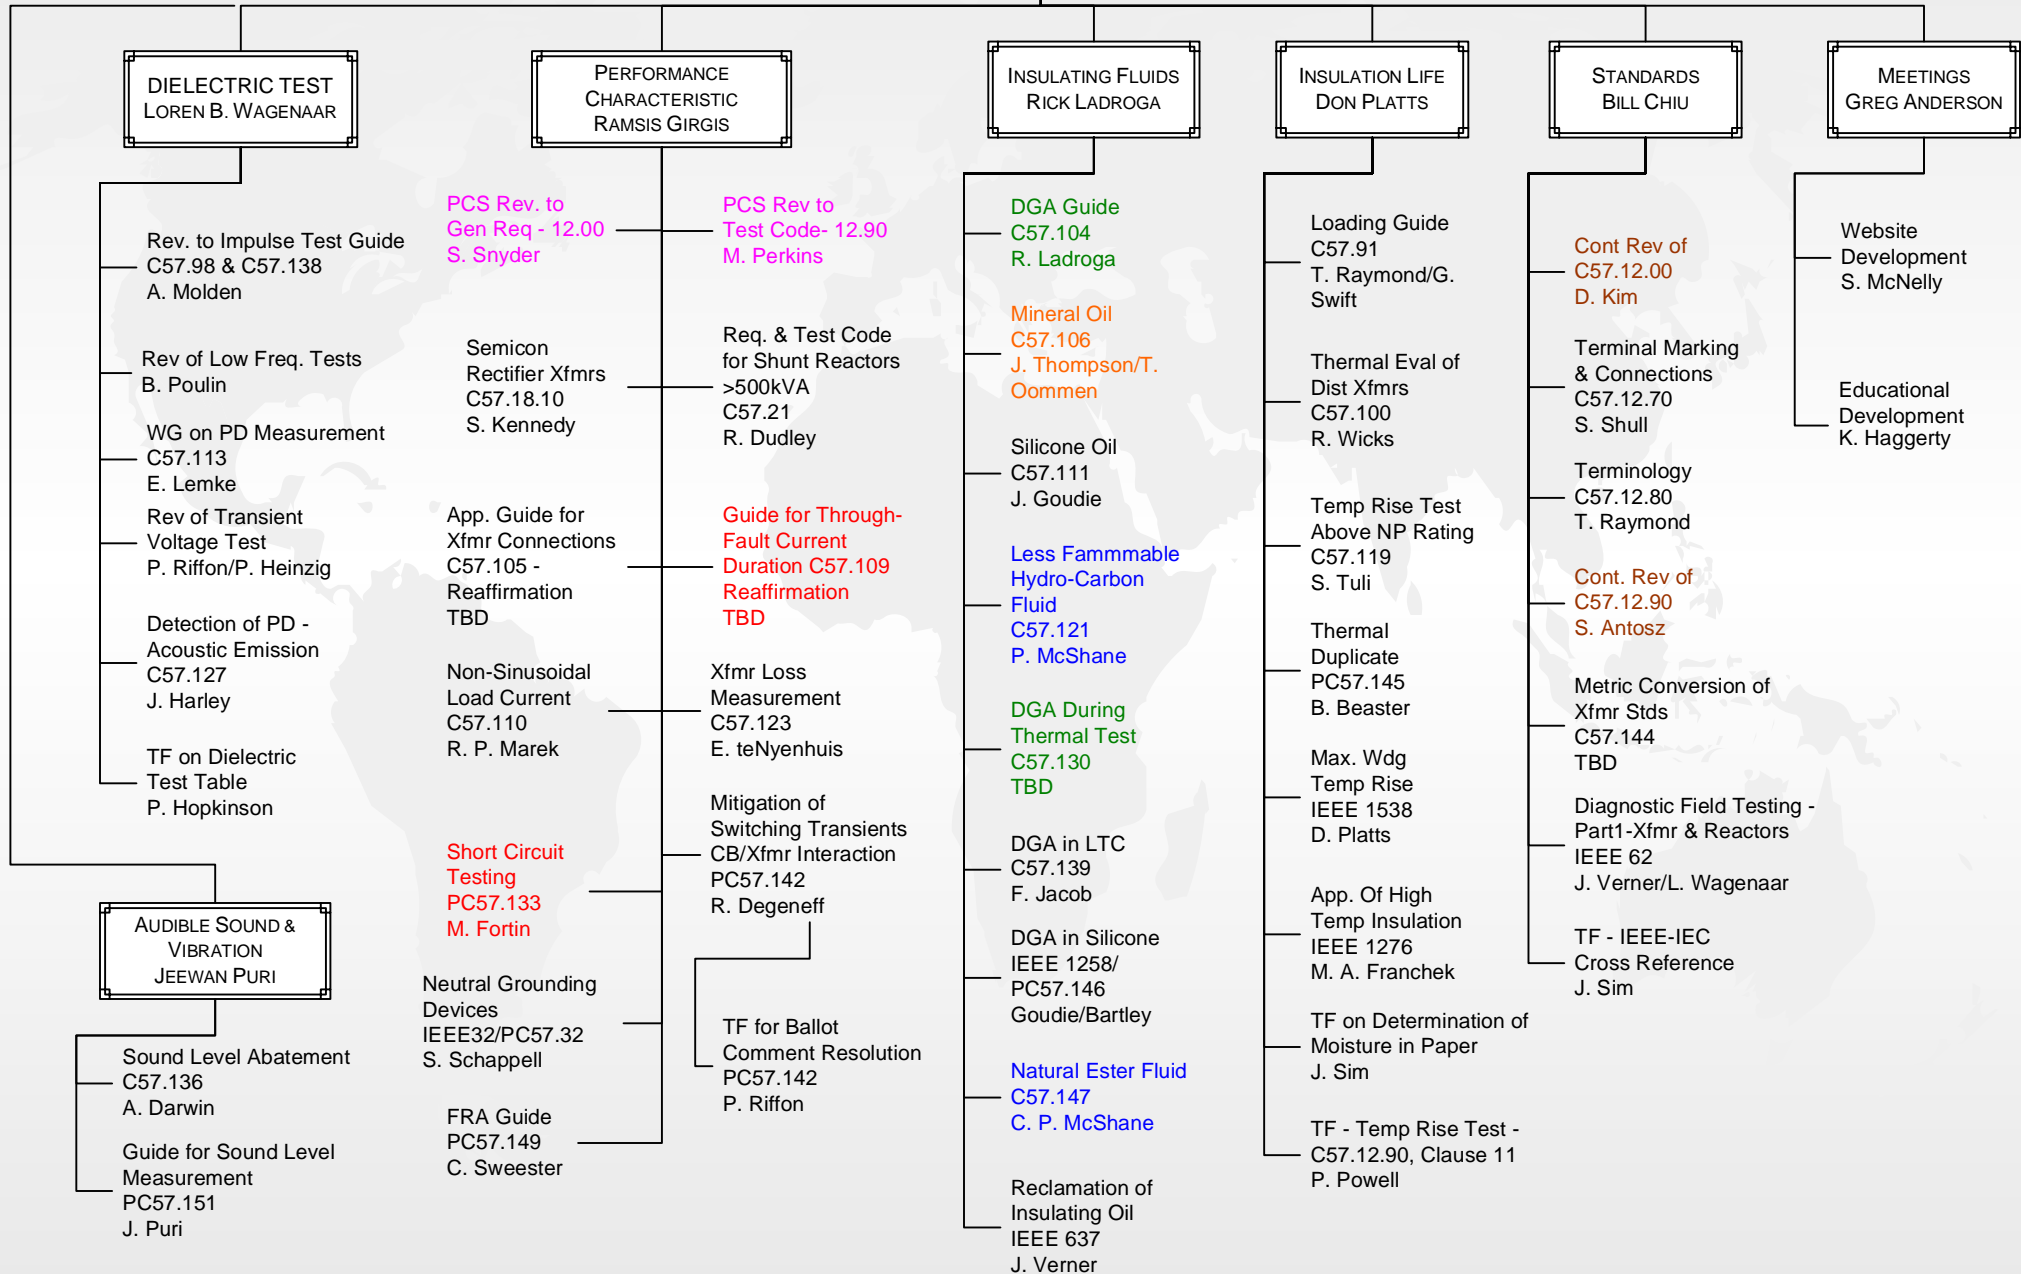 DIELECTRIC TEST
LOREN B. WAGENAAR
Rev. to Impulse Test Guide
C57.98 & C57.138
A. Molden
Rev of Low Freq. Tests
B. Poulin
WG on PD Measurement
C57.113
E. Lemke
Rev of Transient
Voltage Test
P. Riffon/P. Heinzig
Detection of PD -
Acoustic Emission
C57.127
J. Harley
TF on Dielectric
Test Table
P. Hopkinson
AUDIBLE SOUND &
VIBRATION
JEEWAN PURI
Sound Level Abatement
C57.136
A. Darwin
Guide for Sound Level
Measurement
PC57.151
J. Puri
PERFORMANCE
CHARACTERISTIC
RAMSIS GIRGIS
PCS Rev. to
Gen Req - 12.00
S. Snyder
Semicon
Rectifier Xfmrs
C57.18.10
S. Kennedy
App. Guide for
Xfmr Connections
C57.105 -
Reaffirmation
TBD
Non-Sinusoidal
Load Current
C57.110
R. P. Marek
Short Circuit
Testing
PC57.133
M. Fortin
Neutral Grounding
Devices
IEEE32/PC57.32
S. Schappell
FRA Guide
PC57.149
C. Sweester
PCS Rev to
Test Code- 12.90
M. Perkins
Req. & Test Code
for Shunt Reactors
>500kVA
C57.21
R. Dudley
Guide for Through-
Fault Current
Duration C57.109
Reaffirmation
TBD
Xfmr Loss
Measurement
C57.123
E. teNyenhuis
Mitigation of
Switching Transients
CB/Xfmr Interaction
PC57.142
R. Degeneff
TF for Ballot
Comment Resolution
PC57.142
P. Riffon
INSULATING FLUIDS
RICK LADROGA
DGA Guide
C57.104
R. Ladroga
Mineral Oil
C57.106
J. Thompson/T.
Oommen
Silicone Oil
C57.111
J. Goudie
Less Fammmable
Hydro-Carbon
Fluid
C57.121
P. McShane
DGA During
Thermal Test
C57.130
TBD
DGA in LTC
C57.139
F. Jacob
DGA in Silicone
IEEE 1258/
PC57.146
Goudie/Bartley
Natural Ester Fluid
C57.147
C. P. McShane
Reclamation of
Insulating Oil
IEEE 637
J. Verner
INSULATION LIFE
DON PLATTS
Loading Guide
C57.91
T. Raymond/G.
Swift
Thermal Eval of
Dist Xfmrs
C57.100
R. Wicks
Temp Rise Test
Above NP Rating
C57.119
S. Tuli
Thermal
Duplicate
PC57.145
B. Beaster
Max. Wdg
Temp Rise
IEEE 1538
D. Platts
App. Of High
Temp Insulation
IEEE 1276
M. A. Franchek
TF on Determination of
Moisture in Paper
J. Sim
TF - Temp Rise Test -
C57.12.90, Clause 11
P. Powell
STANDARDS
BILL CHIU
Cont Rev of
C57.12.00
D. Kim
Terminal Marking
& Connections
C57.12.70
S. Shull
Terminology
C57.12.80
T. Raymond
Cont. Rev of
C57.12.90
S. Antosz
Metric Conversion of
Xfmr Stds
C57.144
TBD
Diagnostic Field Testing -
Part1-Xfmr & Reactors
IEEE 62
J. Verner/L. Wagenaar
TF - IEEE-IEC
Cross Reference
J. Sim
MEETINGS
GREG ANDERSON
Website
Development
S. McNelly
Educational
Development
K. Haggerty